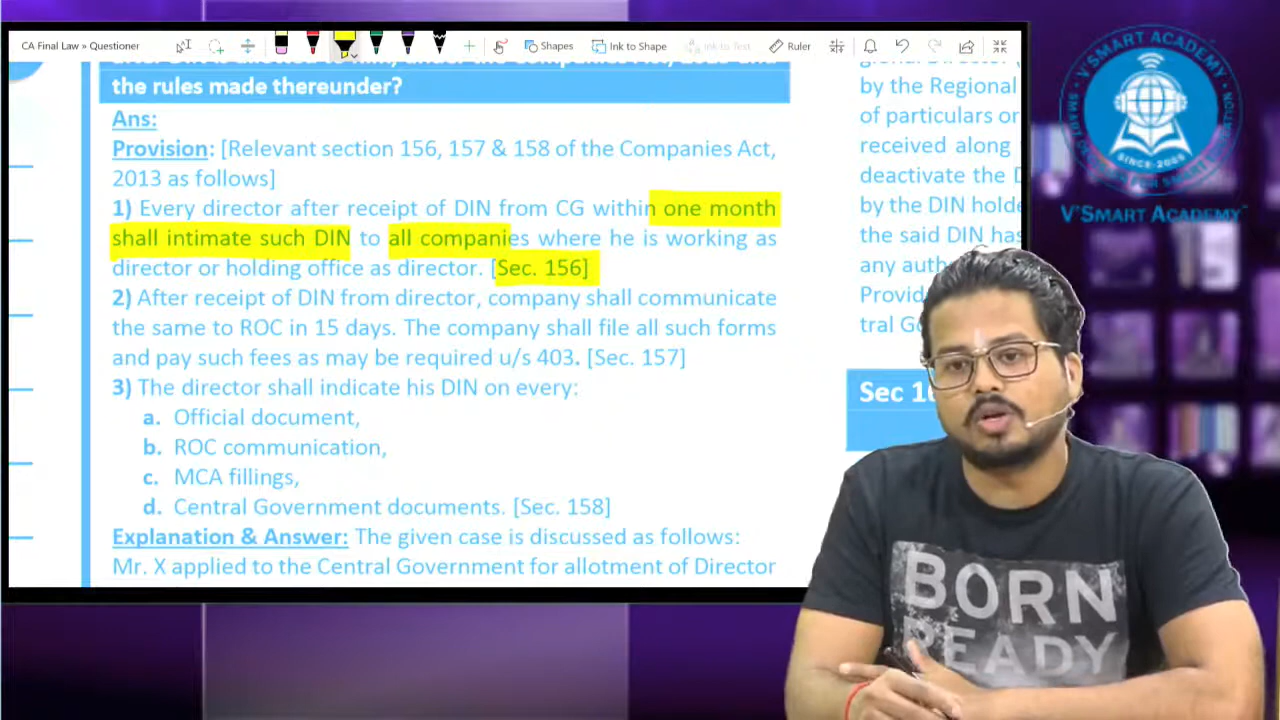 CA Final Law » Questioner
Shapes
Ink to Shape
Ink to Text
Ruler
the rules made thereunder?
Ans:
Provision: [Relevant section 156, 157 & 158 of the Companies Act,
2013 as follows]
1) Every director after receipt of DIN from CG within one month
shall intimate such DIN to all companies where he is working as
director or holding office as director. [Sec. 156]
2) After receipt of DIN from director, company shall communicate
the same to ROC in 15 days. The company shall file all such forms
and pay such fees as may be required u/s 403. [Sec. 157]
3) The director shall indicate his DIN on every:
a. Official document,
b. ROC communication,
c. MCA fillings,
d. Central Government documents. [Sec. 158]
Explanation & Answer: The given case is discussed as follows:
Mr. X applied to the Central Government for allotment of Director
by the Regional
of particulars or
received along
deactivate the
by the DIN holde
the said DIN has
any auth
Provid
tral G
Sec 1
V'SMART ACADEMY
SINCE-2005
V'SMART ACADEMY
BORN
READY